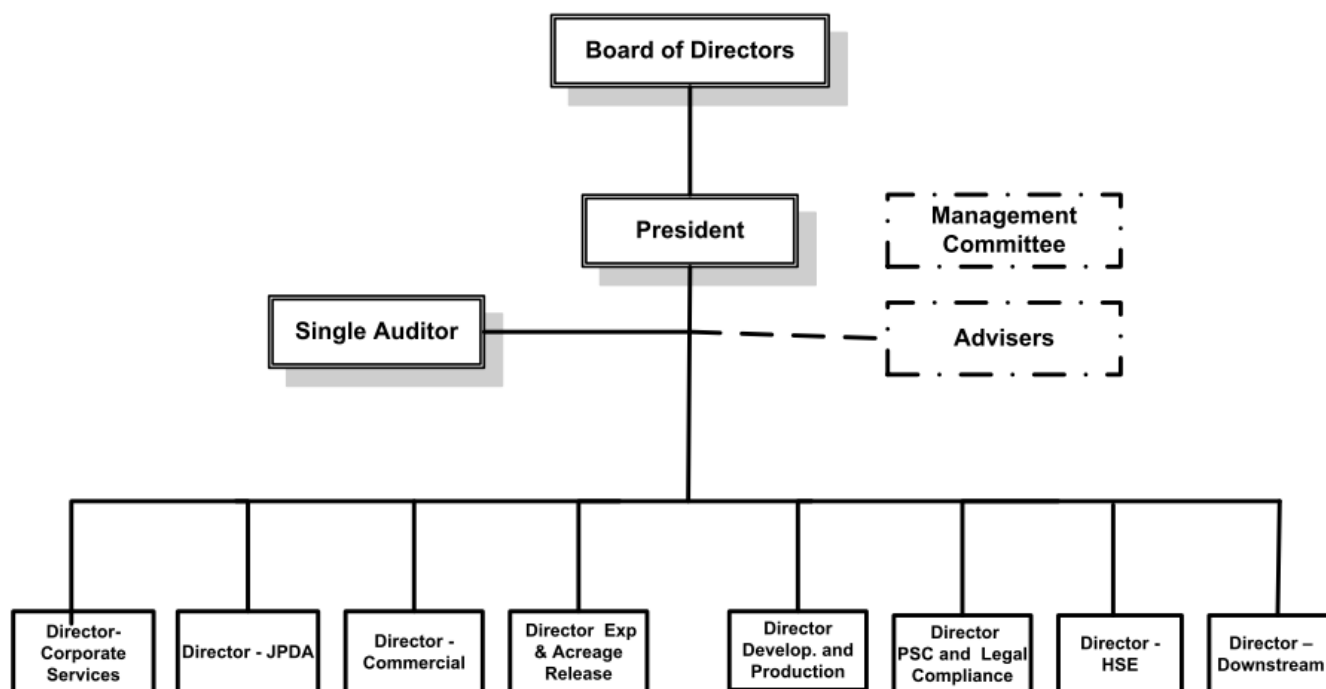 Board of Directors
President
Management
Committee
Single Auditor
Advisers
Director-
Corporate
Services
Director - JPDA
Director -
Commercial
Director Exp
& Acreage
Release
Director
Develop. and
Production
Director
PSC and Legal
Compliance
Director -
HSE
Director –
Downstream